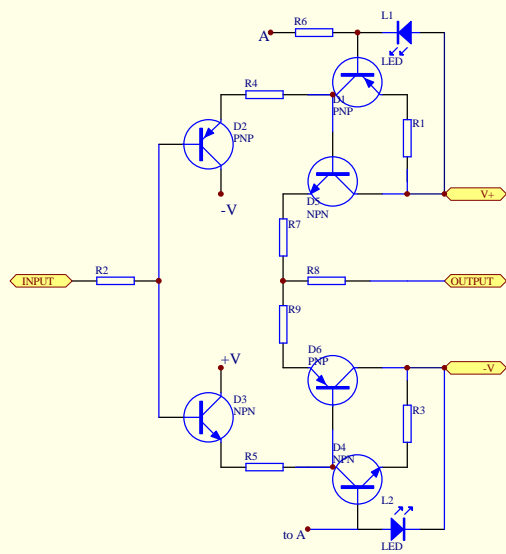 L1
R6
A
LED
R4
D1
PNP
D2
PNP
R1
D5
NPN
V+
-V
R7
R2
R8
INPUT
OUTPUT
R9
D6
PNP
+V
-V
D3
NPN
R3
D4
NPN
R5
L2
to A
LED